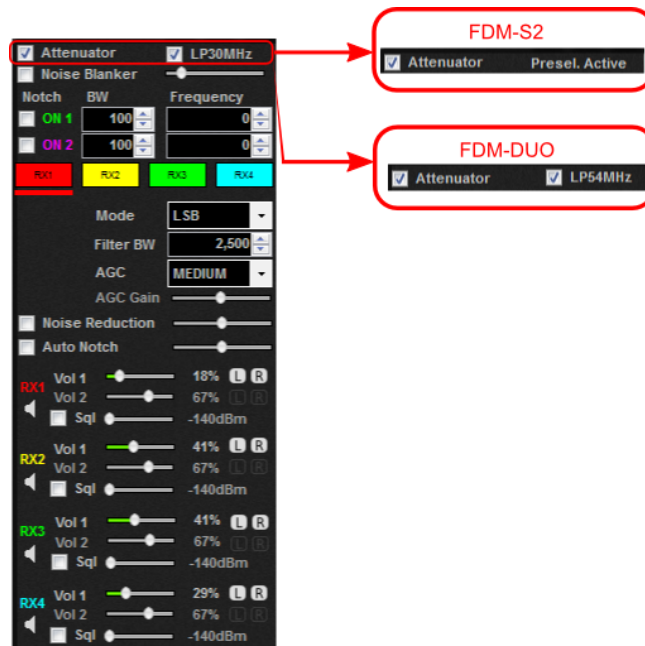 FDM-S2
Attenuator LP30MHz
Attenuator Presel. Active
Noise Blanker
Notch BW Frequency
ON 1 100 0
ON 2 100 0
FDM-DUO
Attenuator LP54MHz
RX1 RX2 RX3 RX4
Mode LSB
Filter BW 2,500
AGC MEDIUM
AGC Gain
Noise Reduction
Auto Notch
RX1
Vol 1 18% L R
Vol 2 67% L R
Sql -140dBm
RX2
Vol 1 41% L R
Vol 2 67% L R
Sql -140dBm
RX3
Vol 1 41% L R
Vol 2 67% L R
Sql -140dBm
RX4
Vol 1 29% L R
Vol 2 67% L R
Sql -140dBm